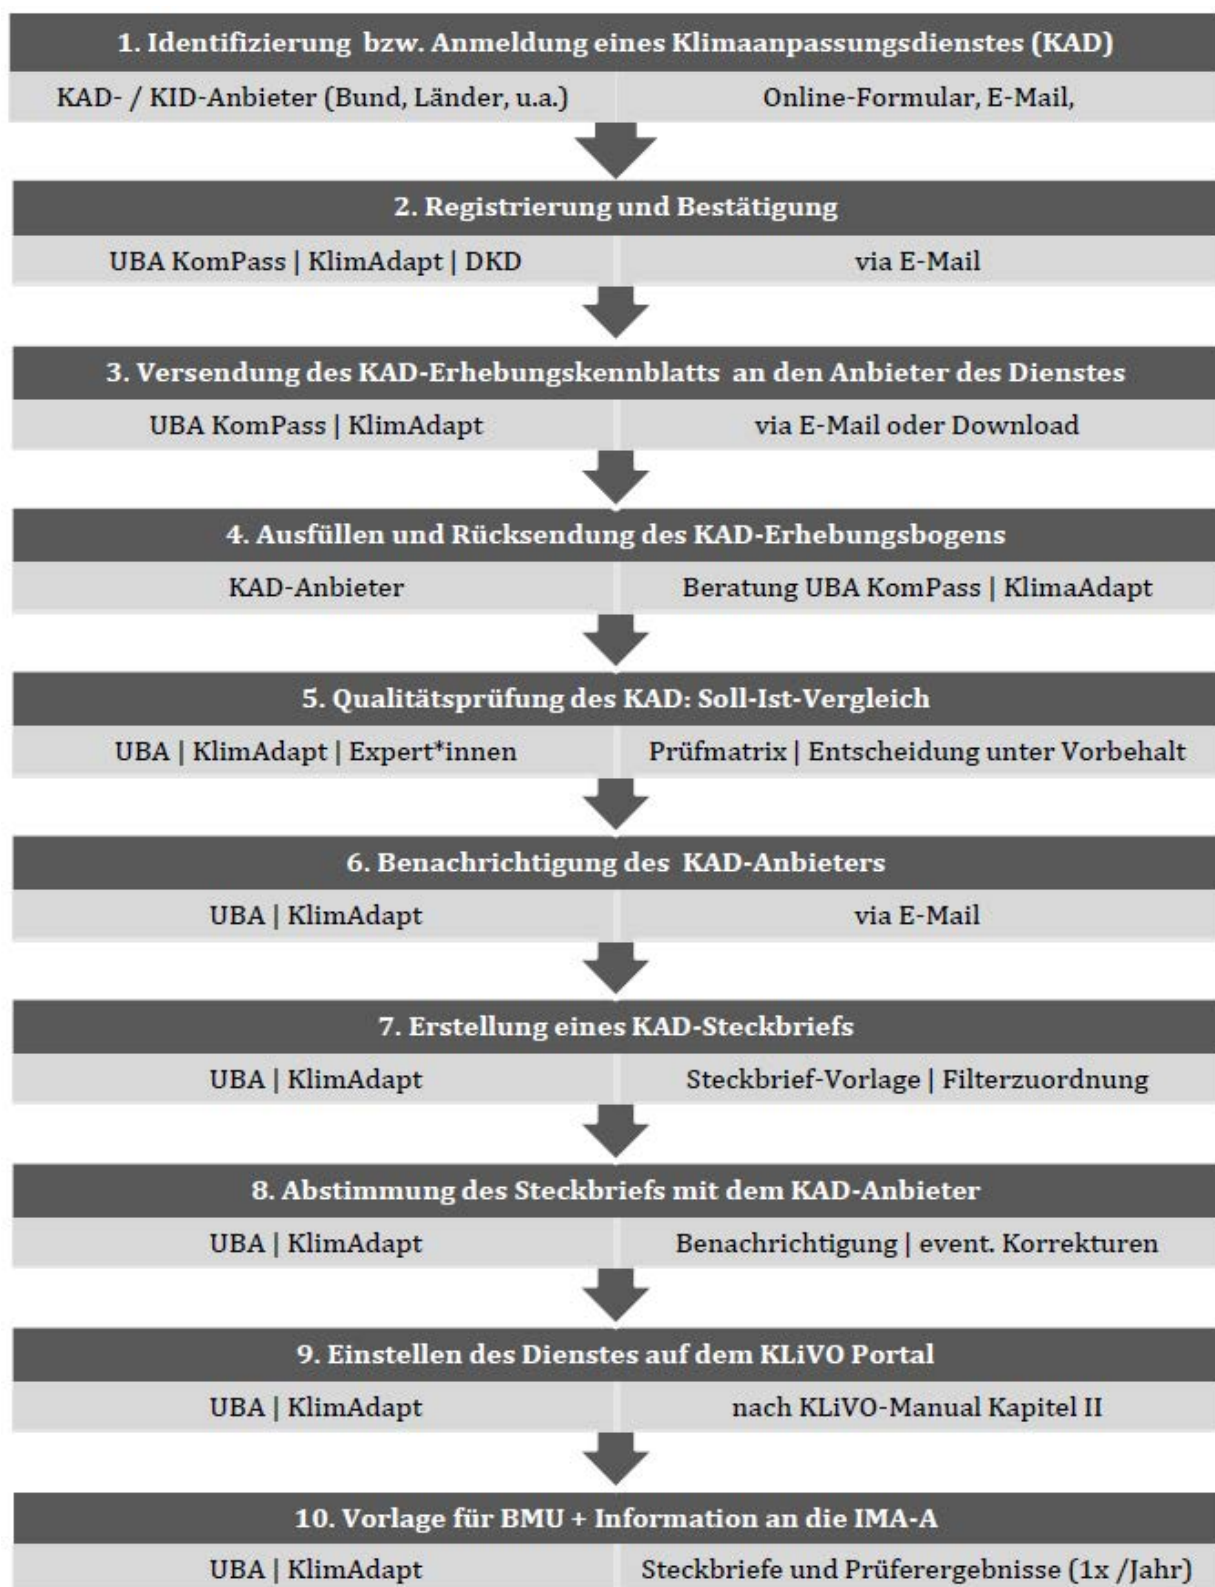 1. Identifizierung bzw. Anmeldung eines Klimaanpassungsdienstes (KAD)
KAD- / KID-Anbieter (Bund, Länder, u.a.) Online-Formular, E-Mail,
2. Registrierung und Bestätigung
UBA KomPass | KlimAdapt | DKD via E-Mail
3. Versendung des KAD-Erhebungskennblatts an den Anbieter des Dienstes
UBA KomPass | KlimAdapt via E-Mail oder Download
4. Ausfüllen und Rücksendung des KAD-Erhebungsbogens
KAD-Anbieter Beratung UBA KomPass | KlimaAdapt
5. Qualitätsprüfung des KAD: Soll-Ist-Vergleich
UBA | KlimAdapt | Expert*innen Prüfmatrix | Entscheidung unter Vorbehalt
6. Benachrichtigung des KAD-Anbieters
UBA | KlimAdapt via E-Mail
7. Erstellung eines KAD-Steckbriefs
UBA | KlimAdapt Steckbrief-Vorlage | Filterzuordnung
8. Abstimmung des Steckbriefs mit dem KAD-Anbieter
UBA | KlimAdapt Benachrichtigung | event. Korrekturen
9. Einstellen des Dienstes auf dem KLiVO Portal
UBA | KlimAdapt nach KLiVO-Manual Kapitel II
10. Vorlage für BMU + Information an die IMA-A
UBA | KlimAdapt Steckbriefe und Prüferergebnisse (1x /Jahr)